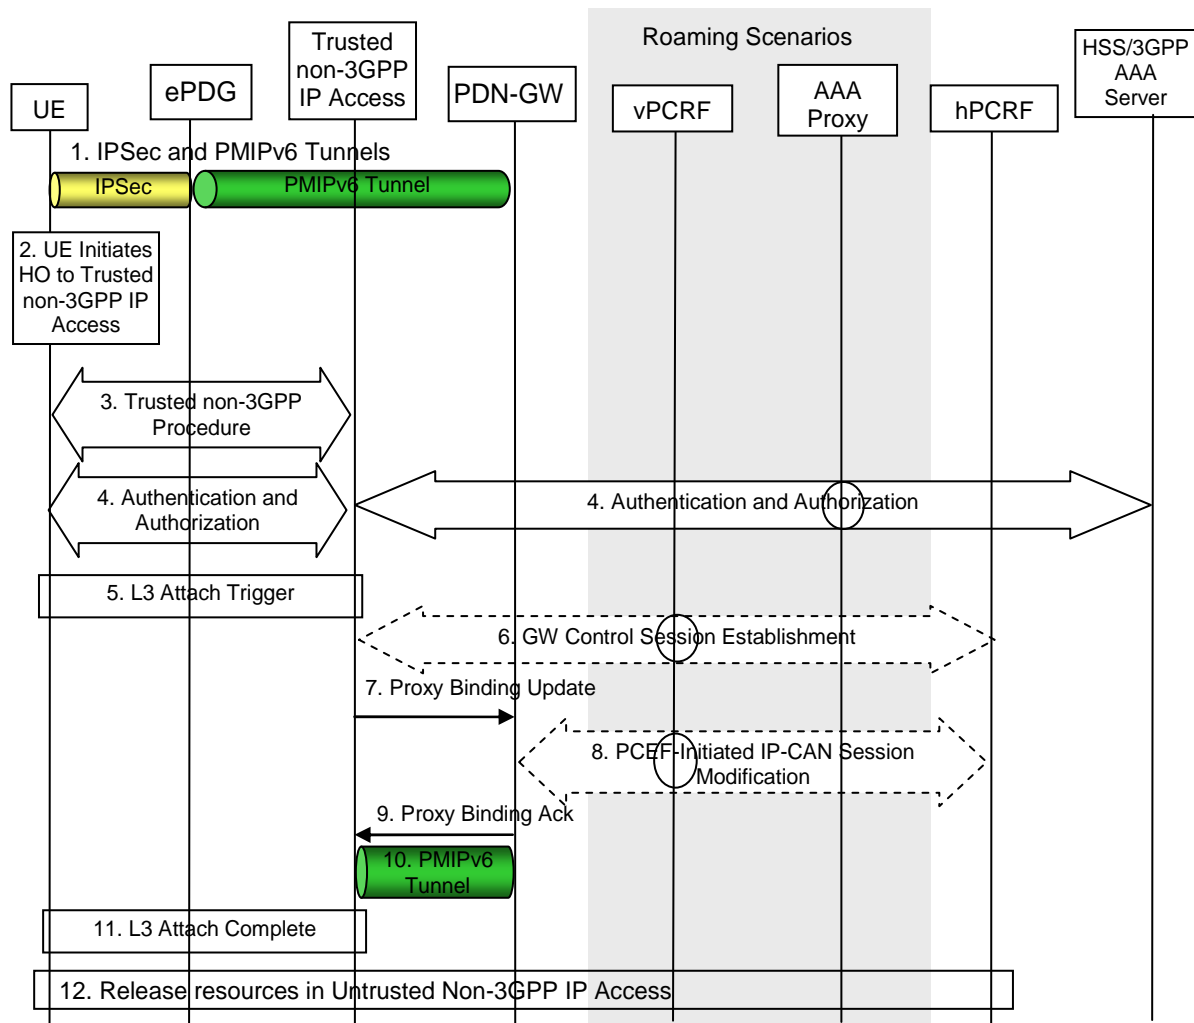 Roaming Scenarios
UE
ePDG
Trusted
non-3GPP
IP Access
PDN-GW
vPCRF
AAA
Proxy
hPCRF
HSS/3GPP
AAA
Server
1. IPSec and PMIPv6 Tunnels
IPSec
PMIPv6 Tunnel
2. UE Initiates
HO to Trusted
non-3GPP IP
Access
3. Trusted non-3GPP
Procedure
4. Authentication and
Authorization
4. Authentication and Authorization
5. L3 Attach Trigger
6. GW Control Session Establishment
7. Proxy Binding Update
8. PCEF-Initiated IP-CAN Session
Modification
9. Proxy Binding Ack
10. PMIPv6
Tunnel
11. L3 Attach Complete
12. Release resources in Untrusted Non-3GPP IP Access